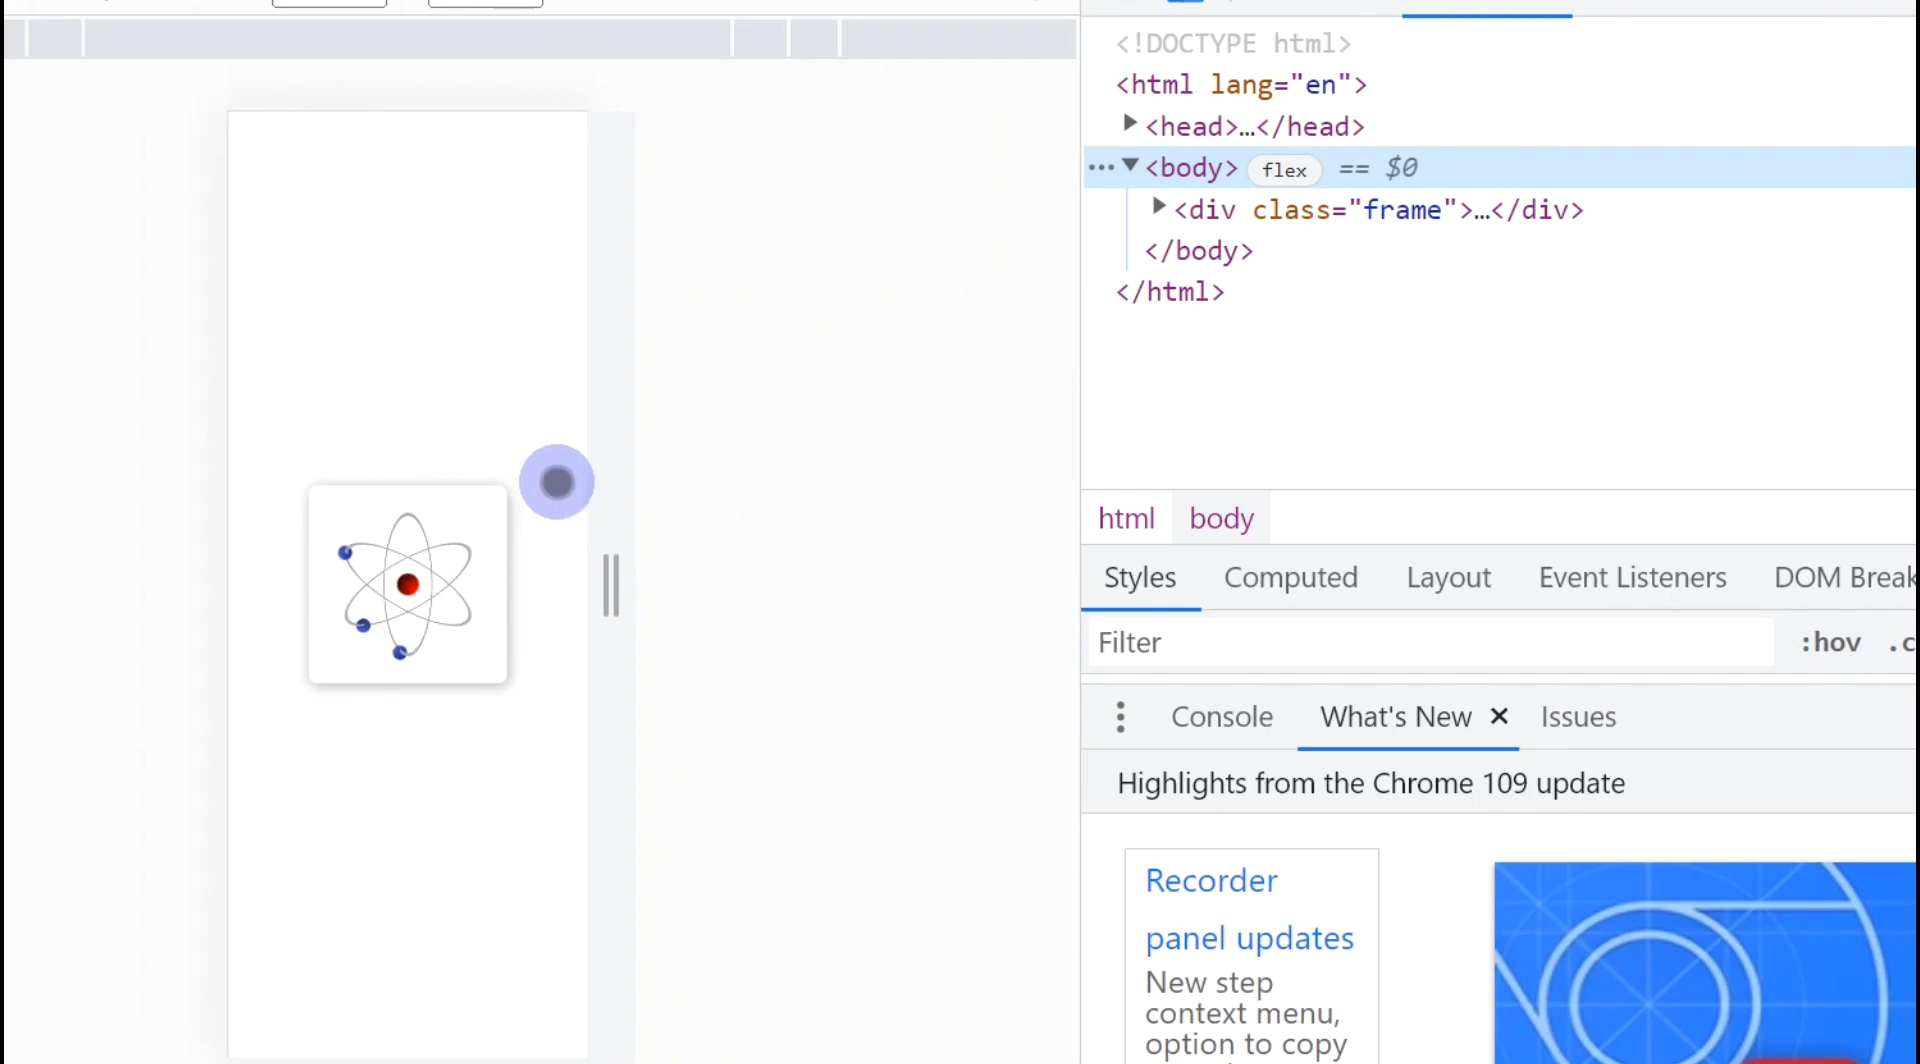 <!DOCTYPE html>
<html lang="en">
<head>…</head>
<body> flex == $0
<div class="frame">…</div>
</body>
</html>
html body
Styles Computed Layout Event Listeners DOM Break
Filter :hov .c
Console What's New × Issues
Highlights from the Chrome 109 update
Recorder
panel updates
New step
context menu,
option to copy